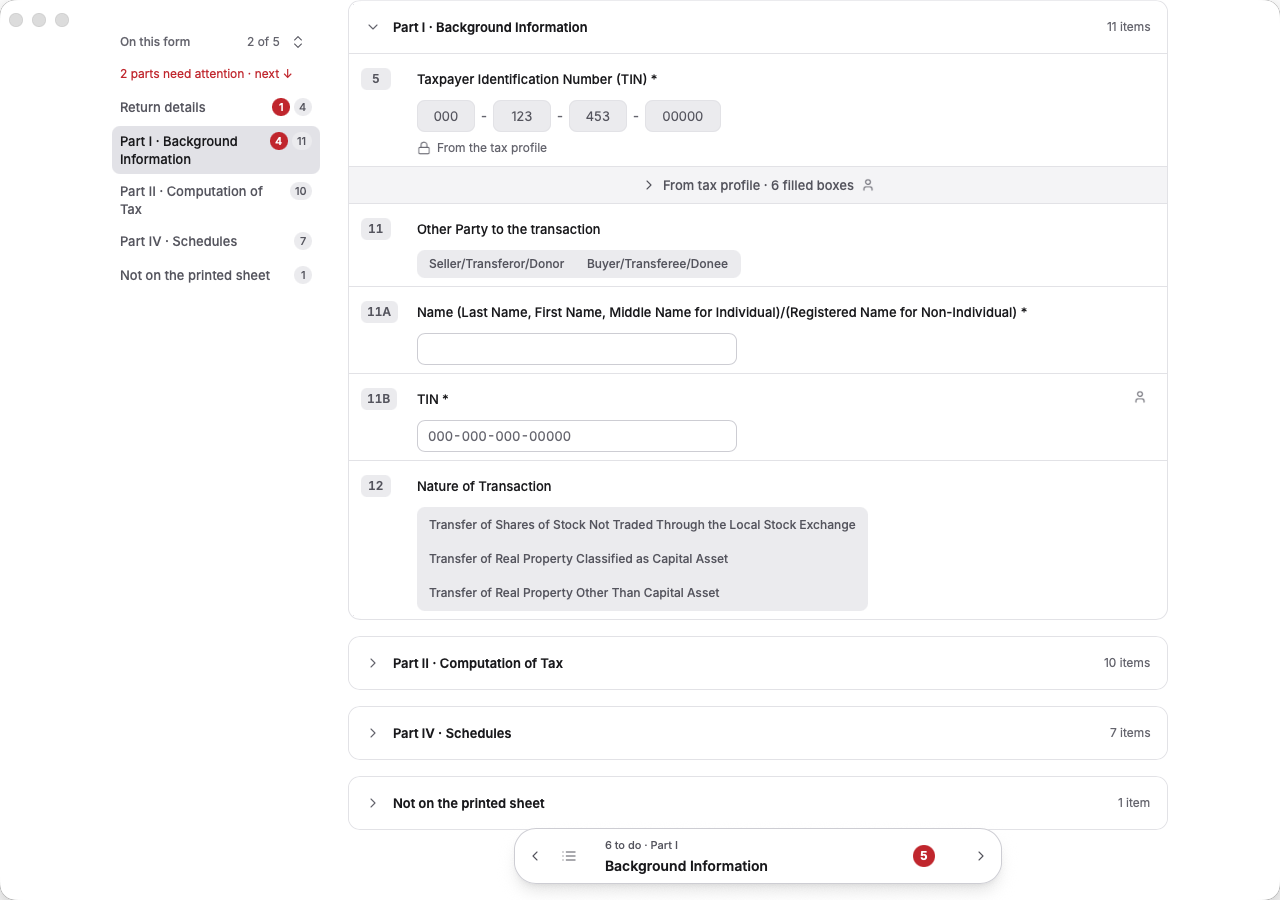 On this form 2 of 5
2 parts need attention · next ↓
Return details 1 4
Part I · Background Information 4 11
Part II · Computation of Tax 10
Part IV · Schedules 7
Not on the printed sheet 1
Part I · Background Information 11 items
5 Taxpayer Identification Number (TIN) *
000 - 123 - 453 - 00000
From the tax profile
From tax profile · 6 filled boxes
11 Other Party to the transaction
Seller/Transferor/Donor Buyer/Transferee/Donee
11A Name (Last Name, First Name, Middle Name for Individual)/(Registered Name for Non-Individual) *
11B TIN *
000-000-000-00000
12 Nature of Transaction
Transfer of Shares of Stock Not Traded Through the Local Stock Exchange
Transfer of Real Property Classified as Capital Asset
Transfer of Real Property Other Than Capital Asset
Part II · Computation of Tax 10 items
Part IV · Schedules 7 items
Not on the printed sheet 1 item
6 to do · Part I
Background Information 5